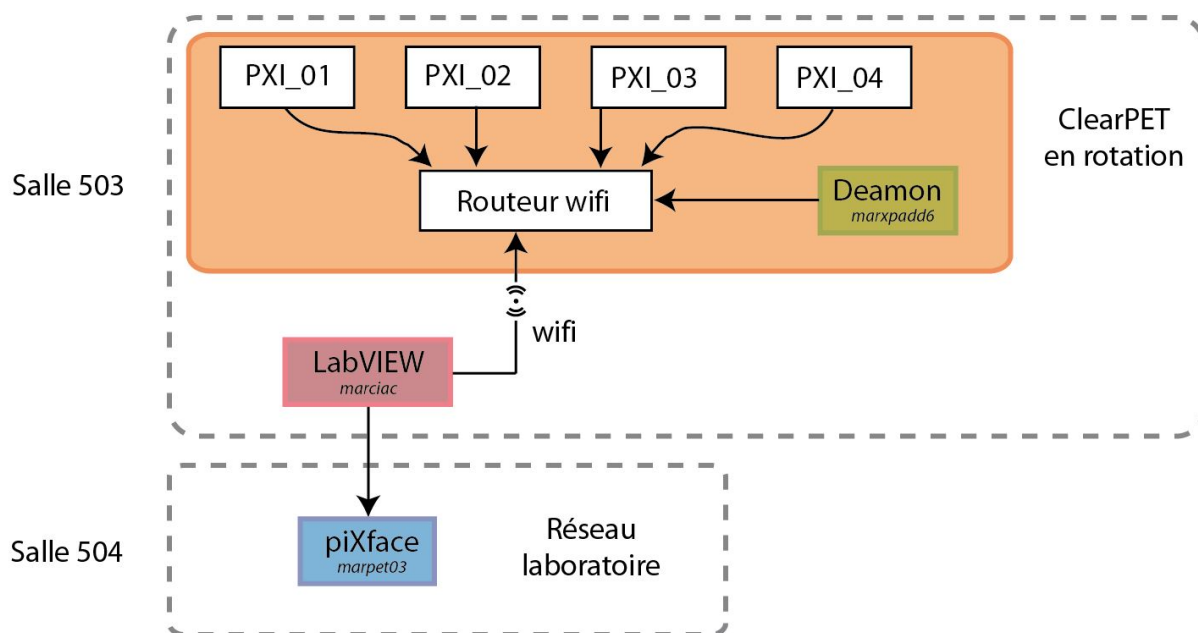 PXI_01
PXI_02
PXI_03
PXI_04
ClearPET
en rotation
Salle 503
Routeur wifi
Deamon
marxpadd6
wifi
LabVIEW
marciac
Salle 504
piXface
marpet03
Réseau
laboratoire